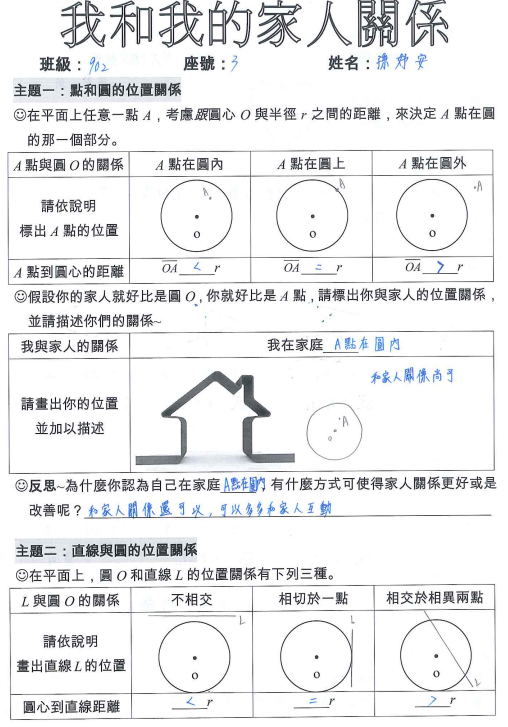 我和我的家人關係
班級：902 座號：3 姓名：孫妤安
主題一：點和圓的位置關係
☺在平面上任意一點 A，考慮跟圓心 O 與半徑 r 之間的距離，來決定 A 點在圓
的那一個部分。
A 點與圓 O 的關係 A 點在圓內 A 點在圓上 A 點在圓外
請依說明
標出 A 點的位置
A O A O A O
A 點到圓心的距離 OA < r OA = r OA > r
☺假設你的家人就好比是圓 O，你就好比是 A 點，請標出你與家人的位置關係，
並請描述你們的關係~
我與家人的關係 我在家庭 A點在圓內
和家人關係尚可
請畫出你的位置
並加以描述
A
O
☺反思~為什麼你認為自己在家庭A點在圓內 有什麼方式可使得家人關係更好或是
改善呢？和家人關係還可以，可以多多和家人互動
主題二：直線與圓的位置關係
☺在平面上，圓 O 和直線 L 的位置關係有下列三種。
L 與圓 O 的關係 不相交 相切於一點 相交於相異兩點
請依說明
畫出直線 L 的位置
L O L O L O
圓心到直線距離 < r = r > r